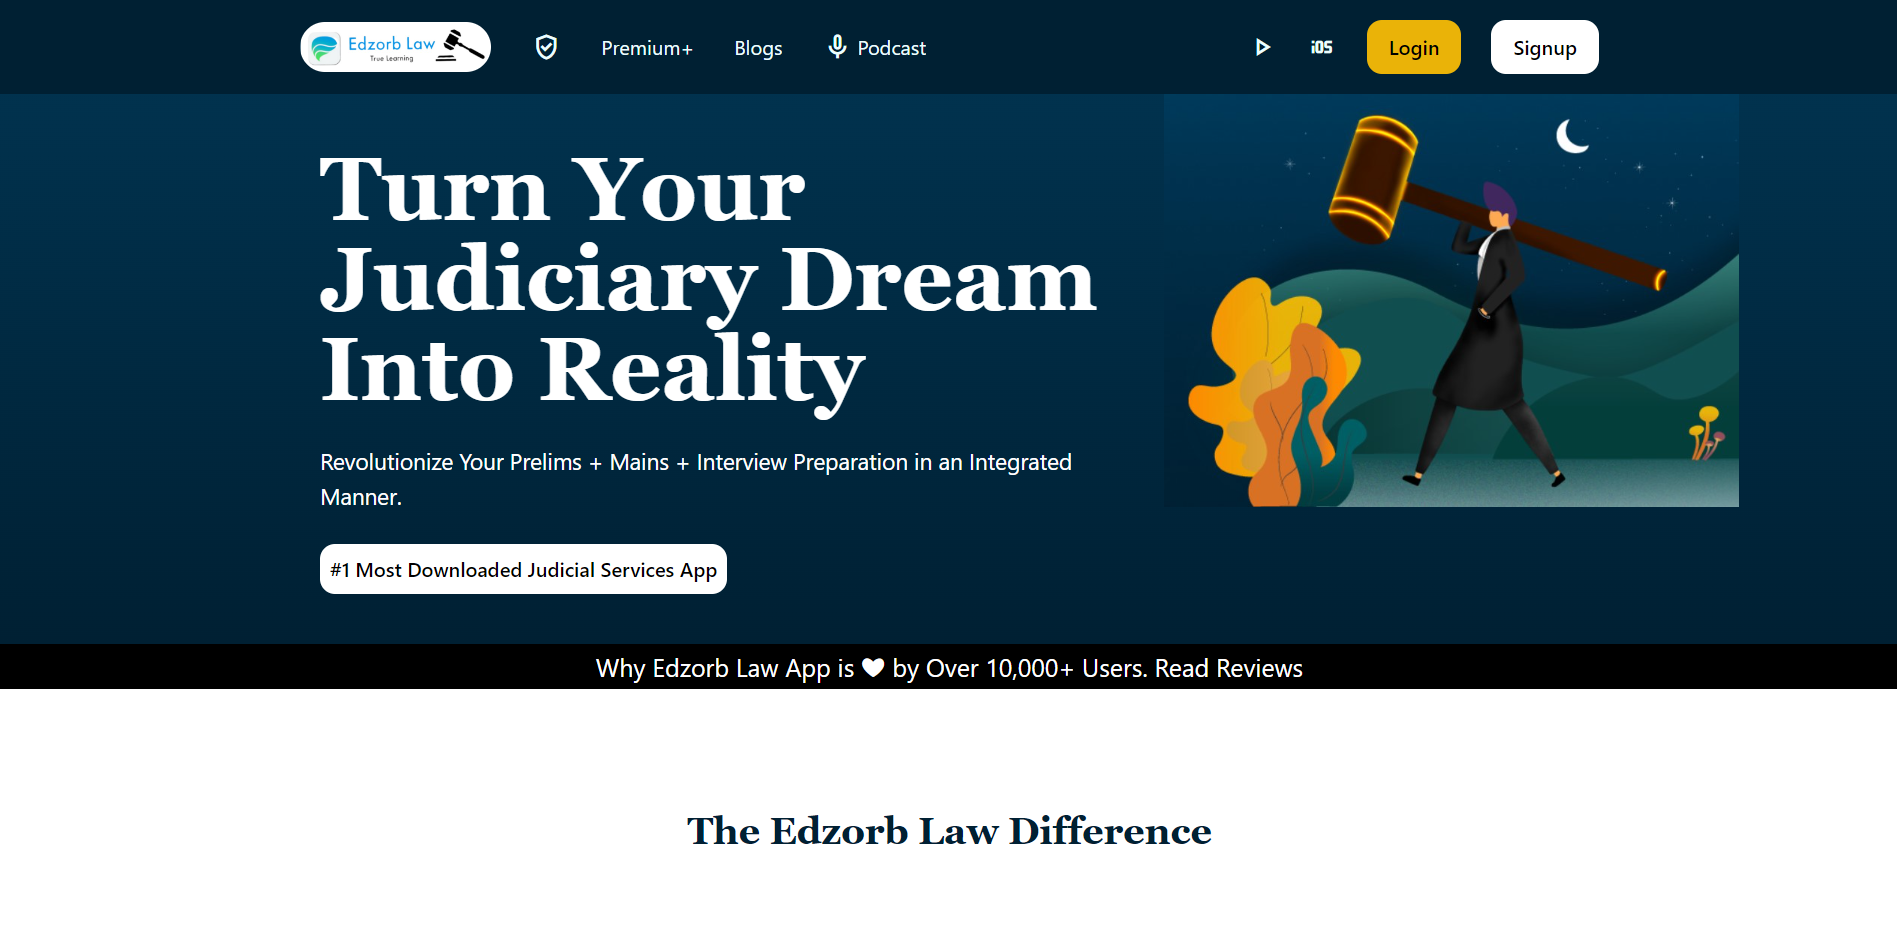 Edzorb Law
True Learning
Premium+
Blogs
Podcast
iOS
Login
Signup
Turn Your
Judiciary Dream
Into Reality
Revolutionize Your Prelims + Mains + Interview Preparation in an Integrated
Manner.
#1 Most Downloaded Judicial Services App
Why Edzorb Law App is ♥ by Over 10,000+ Users. Read Reviews
The Edzorb Law Difference